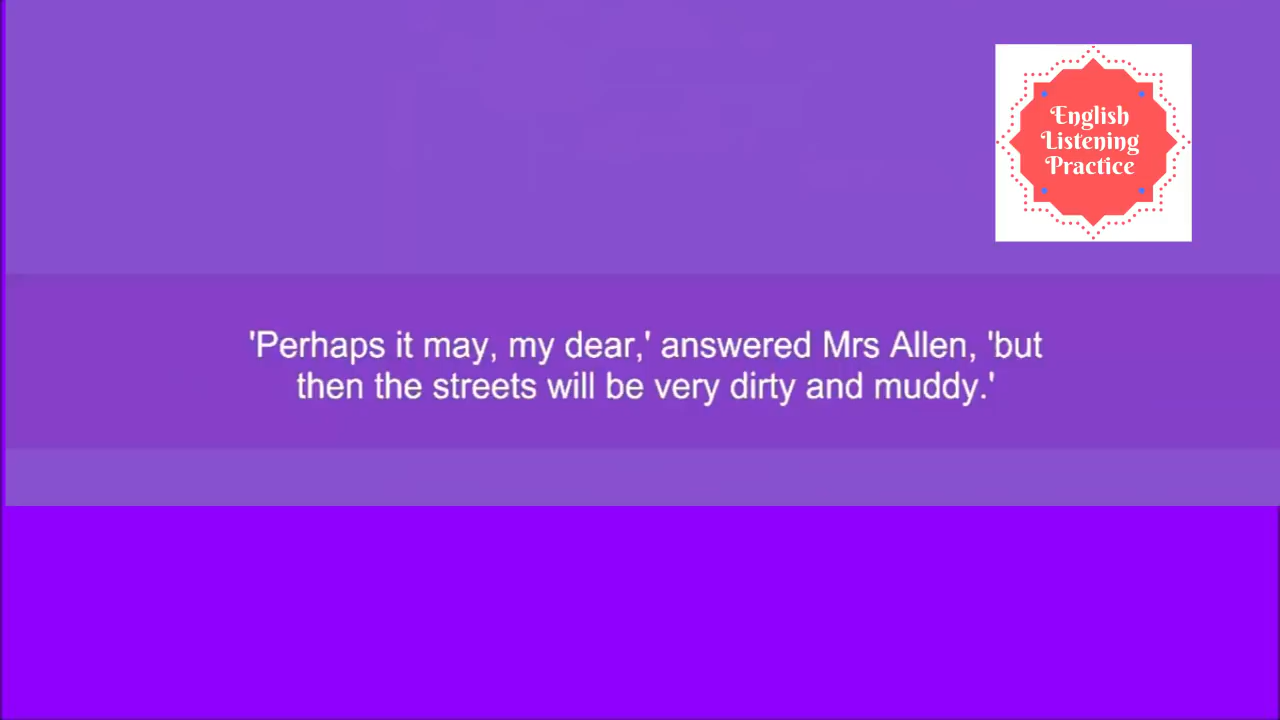 English
Listening
Practice
'Perhaps it may, my dear,' answered Mrs Allen, 'but
then the streets will be very dirty and muddy.'